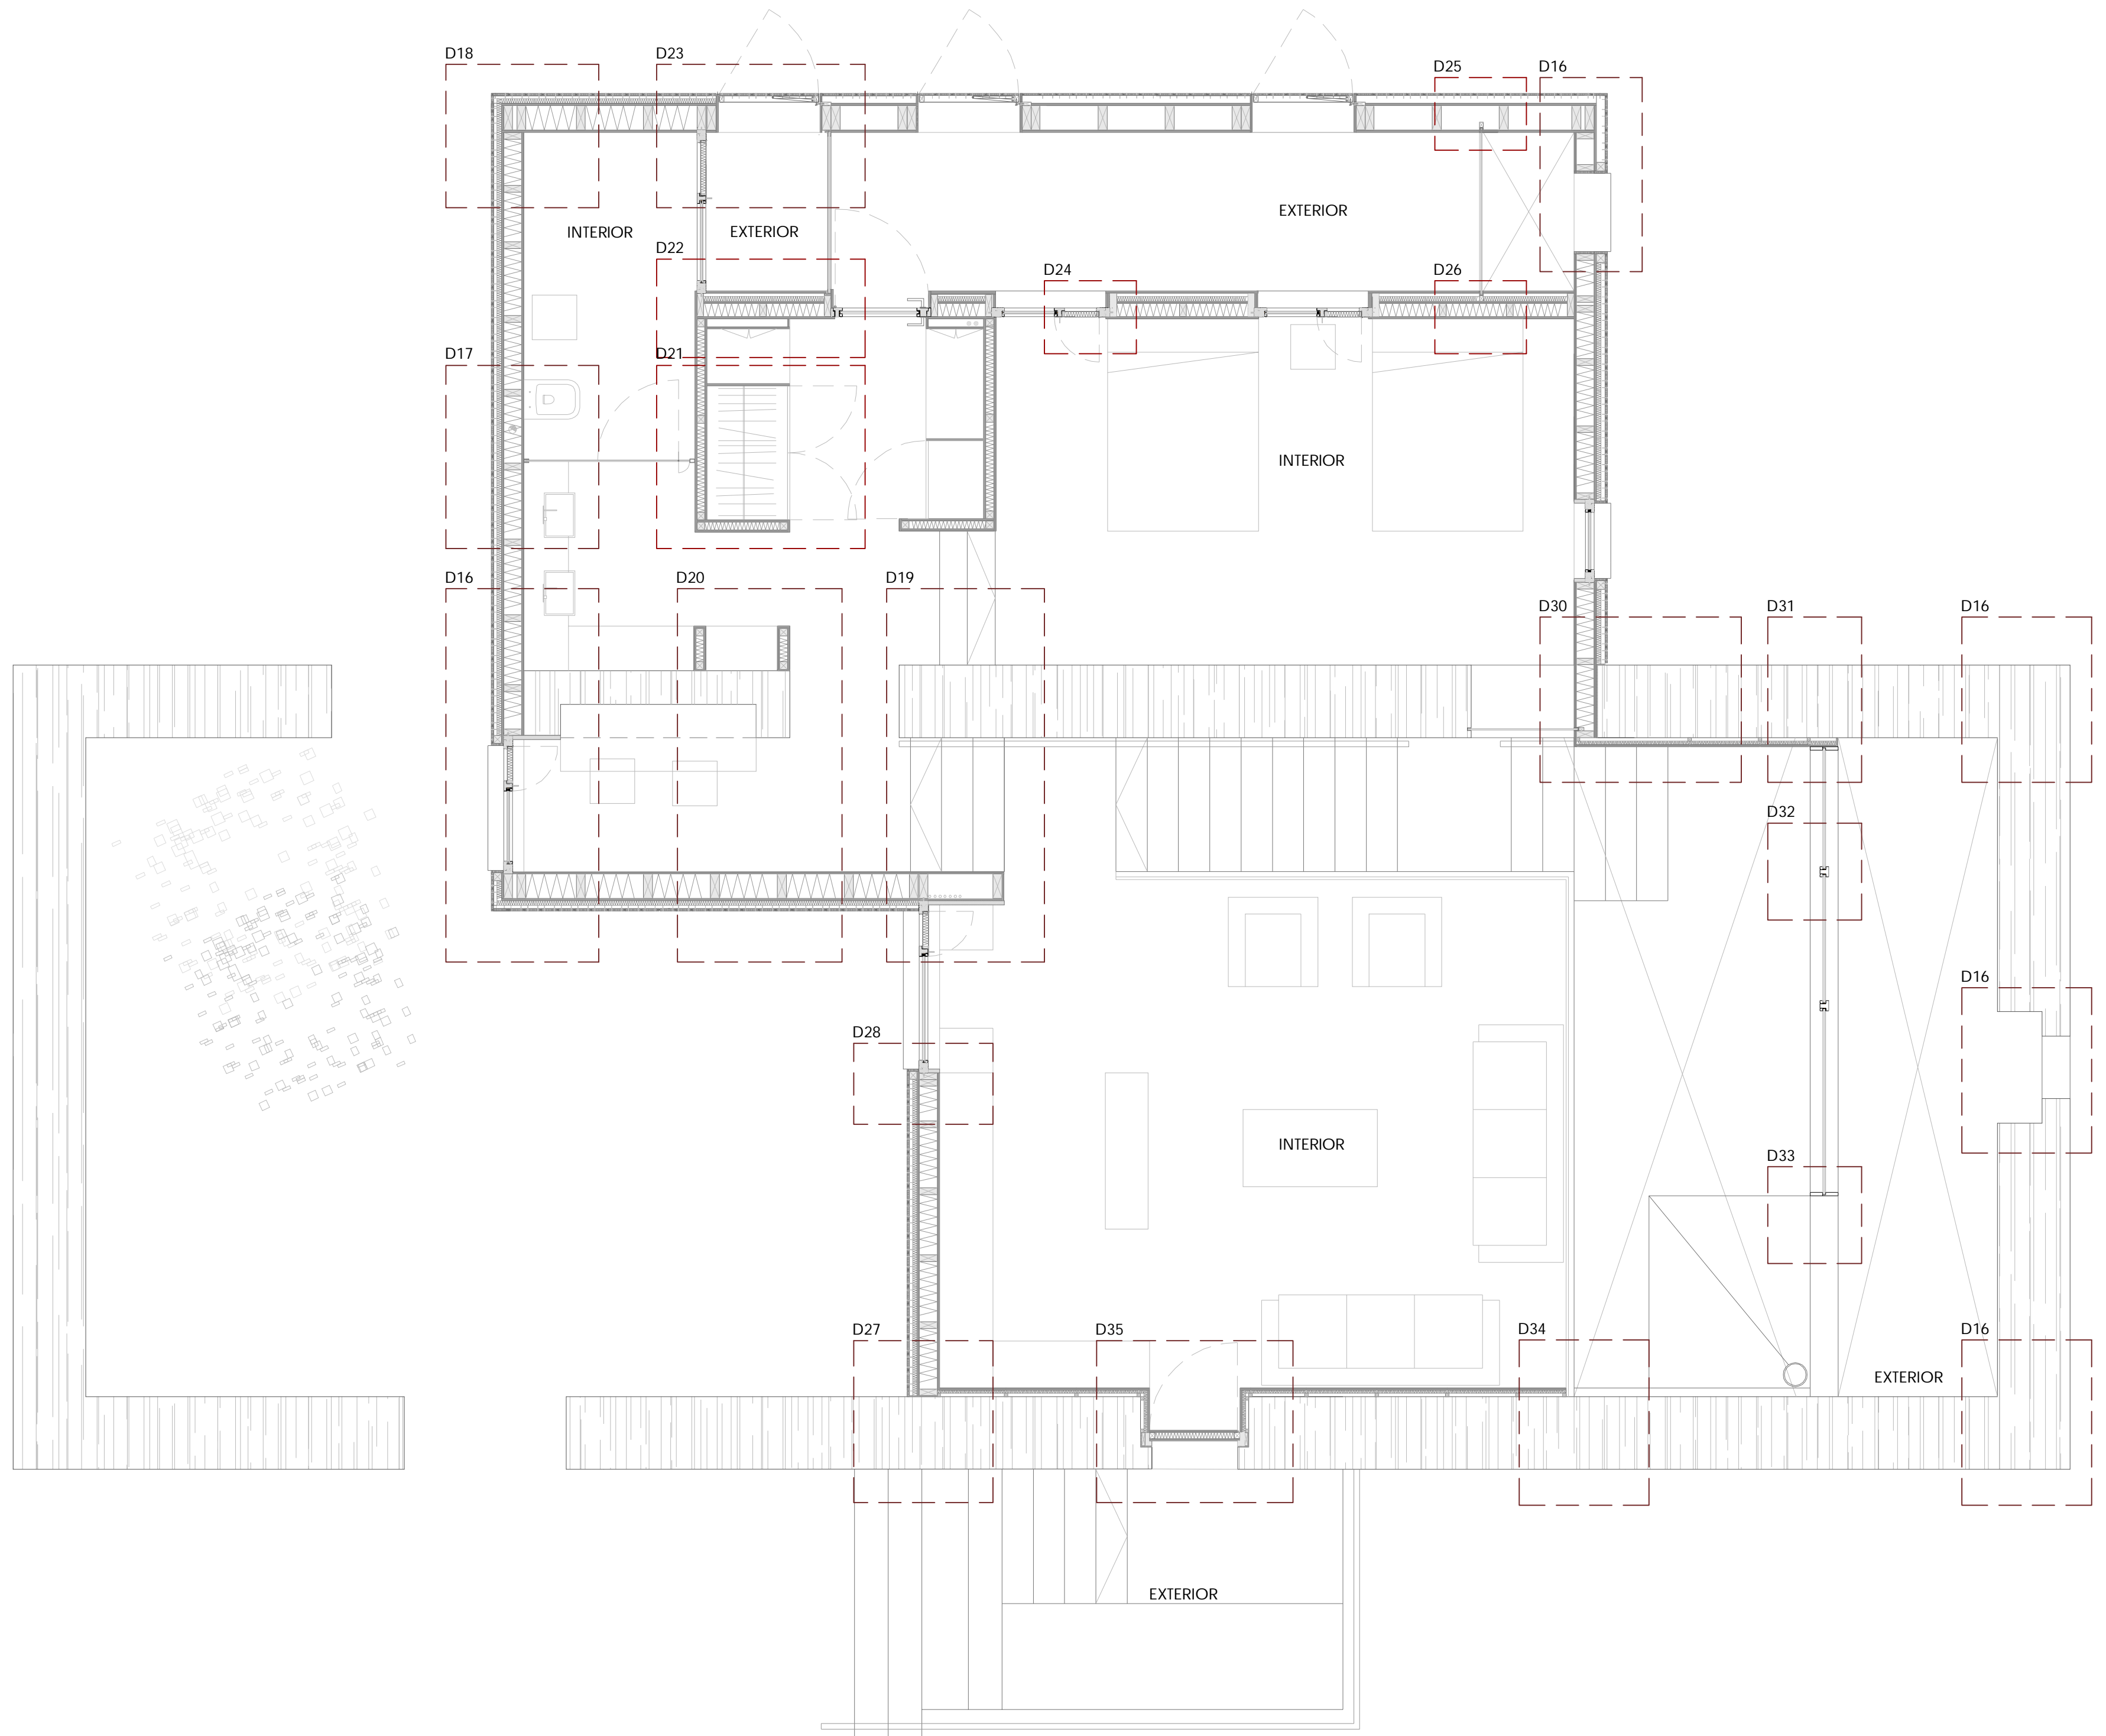 D18
D23
D25
D16
INTERIOR
EXTERIOR
EXTERIOR
D22
D24
D26
D17
D21
INTERIOR
D16
D20
D19
D30
D31
D16
D32
D16
D28
INTERIOR
D33
D27
D35
D34
D16
EXTERIOR
EXTERIOR